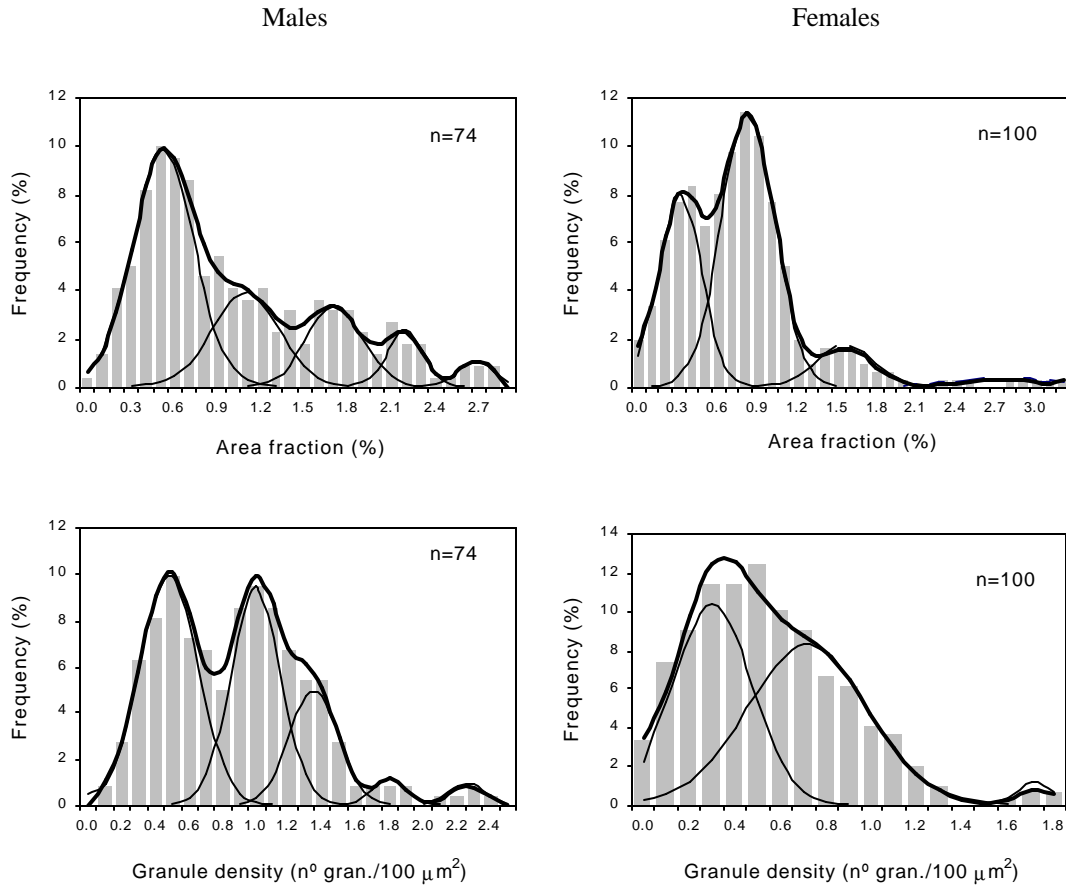 Males
Females
12
10
8
6
4
2
0
Frequency (%)
n=74
0.0 0.3 0.6 0.9 1.2 1.5 1.8 2.1 2.4 2.7
Area fraction (%)
12
10
8
6
4
2
0
Frequency (%)
n=100
0.0 0.3 0.6 0.9 1.2 1.5 1.8 2.1 2.4 2.7 3.0
Area fraction (%)
12
10
8
6
4
2
0
Frequency (%)
n=74
0.0 0.2 0.4 0.6 0.8 1.0 1.2 1.4 1.6 1.8 2.0 2.2 2.4
Granule density (nº gran./100 μm²)
14
12
10
8
6
4
2
0
Frequency (%)
n=100
0.0 0.2 0.4 0.6 0.8 1.0 1.2 1.4 1.6 1.8
Granule density (nº gran./100 μm²)